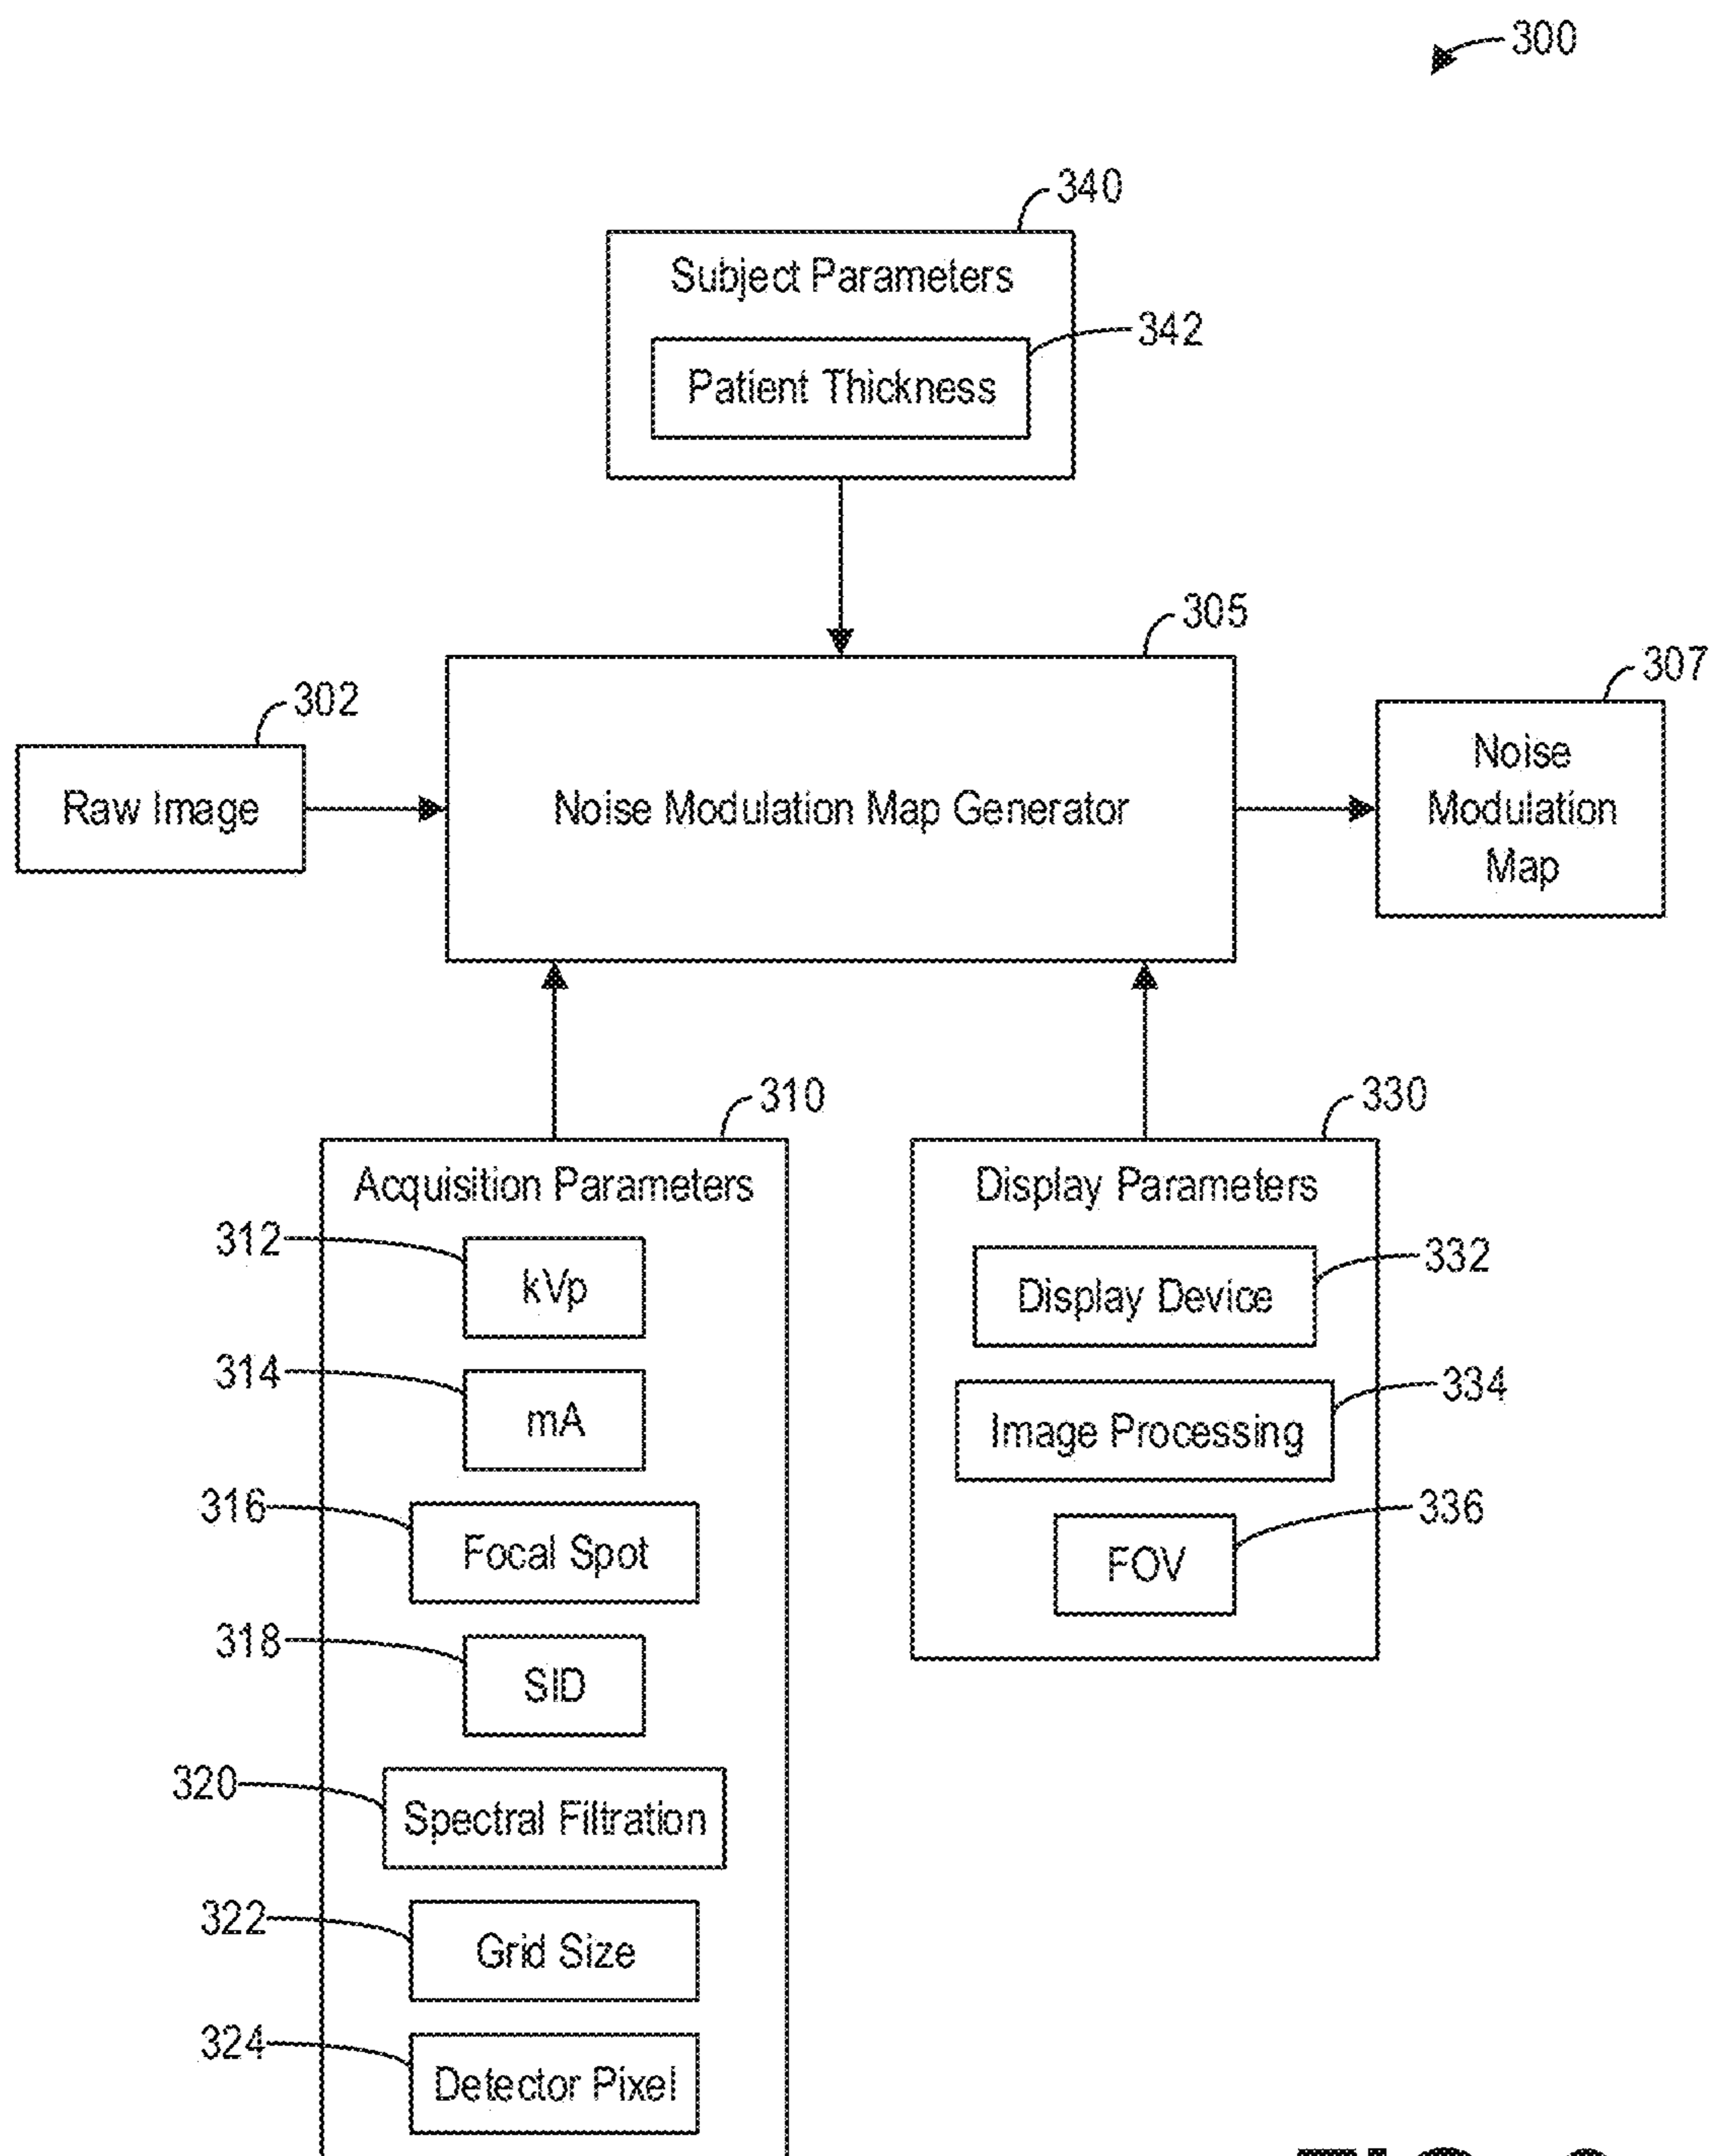 300
340
Subject Parameters
342
Patient Thickness
305
307
302
Raw Image
Noise Modulation Map Generator
Noise
Modulation
Map
310
330
Acquisition Parameters
Display Parameters
312
kVp
332
Display Device
314
mA
334
Image Processing
316
Focal Spot
336
FOV
318
SID
320
Spectral Filtration
322
Grid Size
324
Detector Pixel